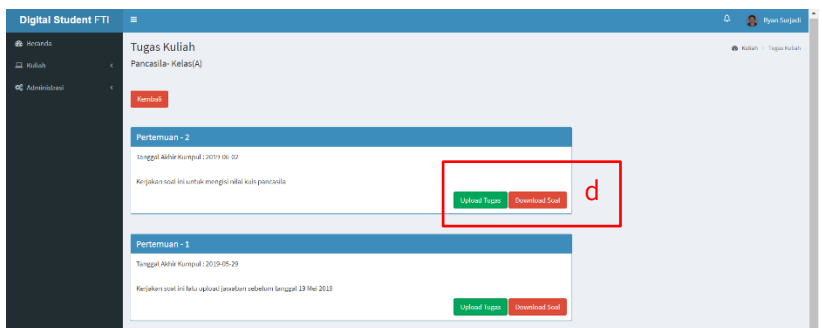 Digital Student FTI
Ryan Surjadi
Beranda
Kuliah
Administrasi
Tugas Kuliah
Kuliah > Tugas Kuliah
Pancasila- Kelas(A)
Kembali
Pertemuan - 2
Tanggal Akhir Kumpul : 2019-06-02
Kerjakan soal ini untuk mengisi nilai kuis pancasila
Upload Tugas Download Soal
d
Pertemuan - 1
Tanggal Akhir Kumpul : 2019-05-29
Kerjakan soal ini lalu upload jawaban sebelum tanggal 19 Mei 2019
Upload Tugas Download Soal